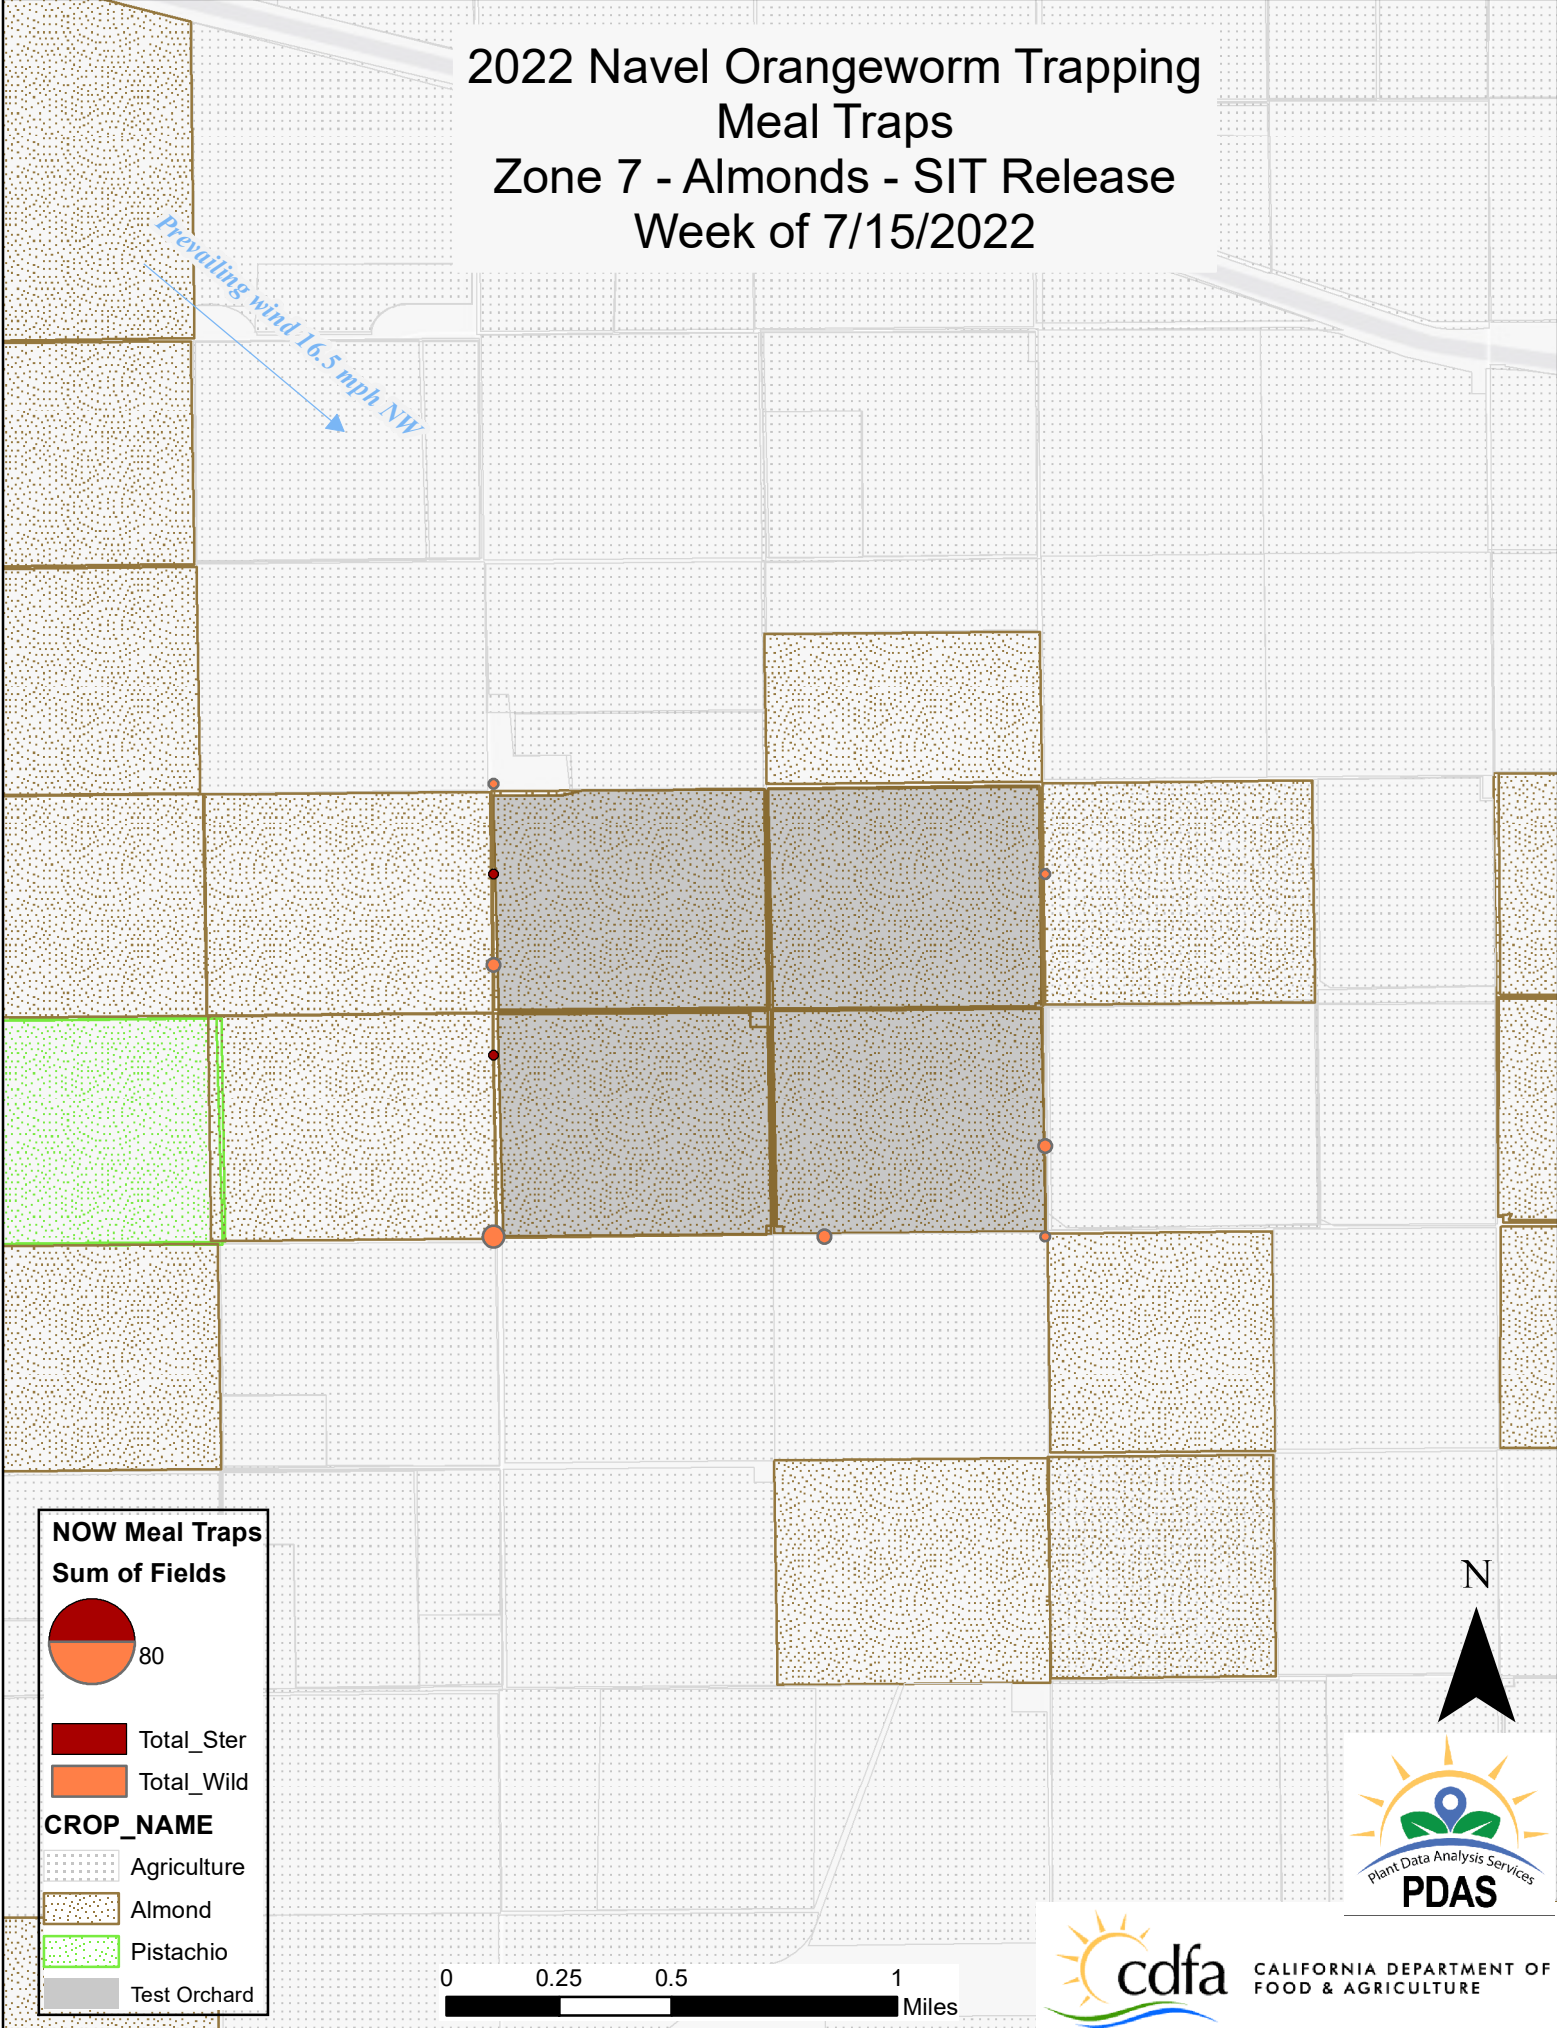 2022 Navel Orangeworm Trapping
Meal Traps
Zone 7 - Almonds - SIT Release
Week of 7/15/2022
Prevailing wind 16.5 mph NW
NOW Meal Traps
Sum of Fields
80
Total_Ster
Total_Wild
CROP_NAME
Agriculture
Almond
Pistachio
Test Orchard
0 0.25 0.5 1
Miles
N
Plant Data Analysis Services
PDAS
cdfa
CALIFORNIA DEPARTMENT OF
FOOD & AGRICULTURE